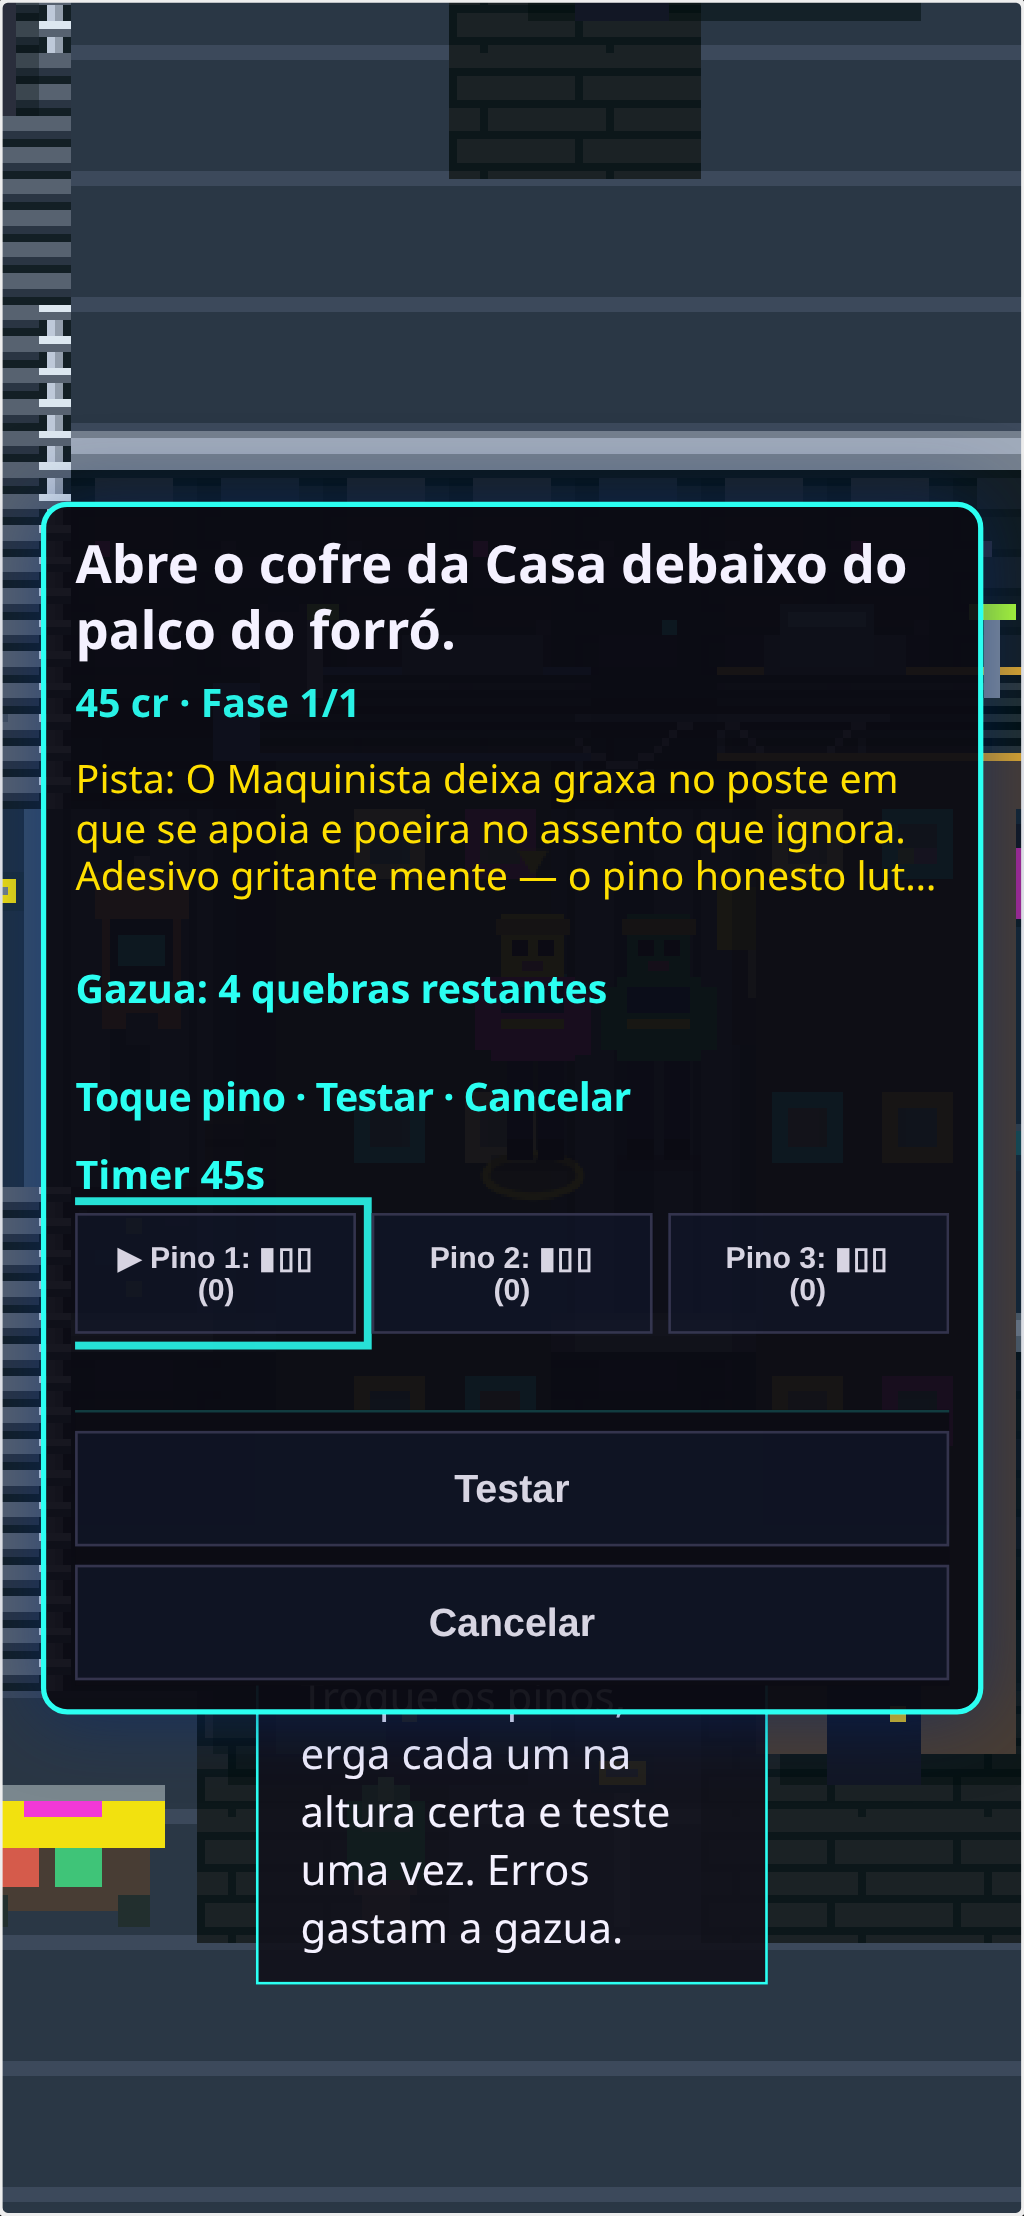 Abre o cofre da Casa debaixo do
palco do forró.
45 cr · Fase 1/1
Pista: O Maquinista deixa graxa no poste em
que se apoia e poeira no assento que ignora.
Adesivo gritante mente — o pino honesto lut...
Gazua: 4 quebras restantes
Toque pino · Testar · Cancelar
Timer 45s
▶ Pino 1: ▮▯▯
(0)
Pino 2: ▮▯▯
(0)
Pino 3: ▮▯▯
(0)
Testar
Cancelar
Troque os pinos,
erga cada um na
altura certa e teste
uma vez. Erros
gastam a gazua.